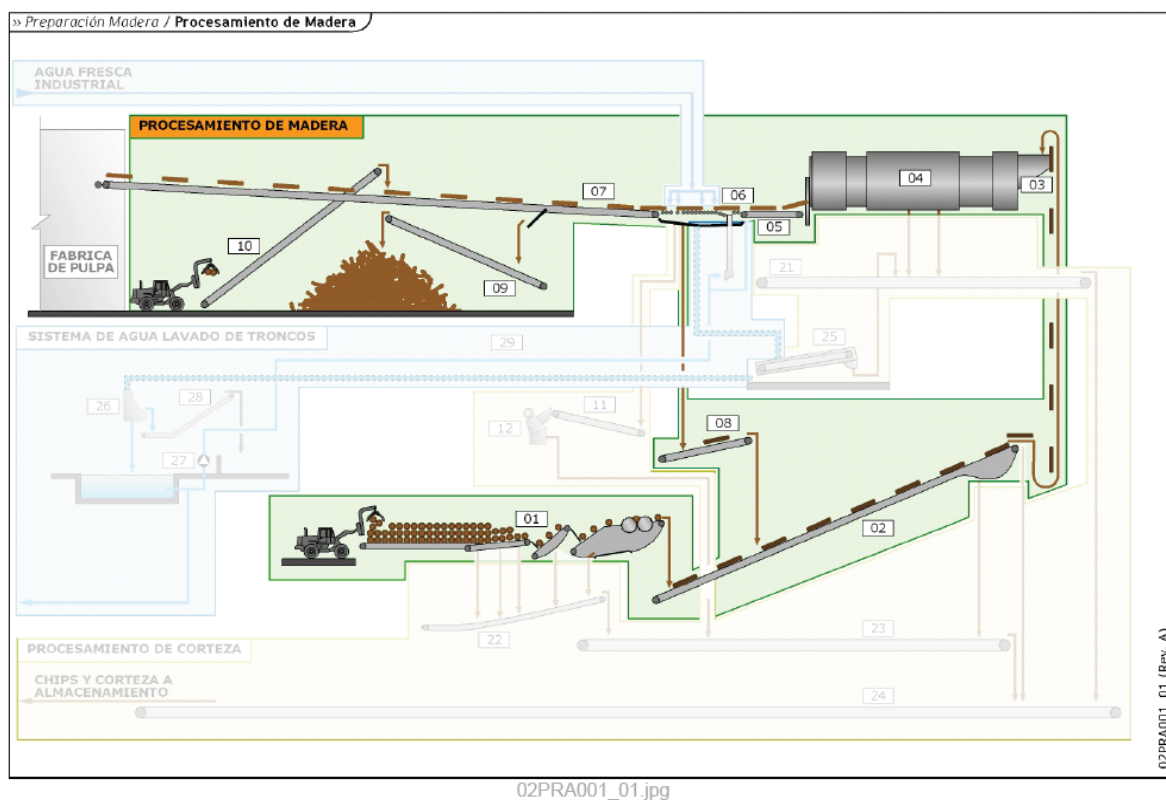 » Preparación Madera / Procesamiento de Madera
AGUA FRESCA
INDUSTRIAL
PROCESAMIENTO DE MADERA
04
03
07
06
05
10
09
FABRICA
DE PULPA
21
SISTEMA DE AGUA LAVADO DE TRONCOS
29
25
26
28
11
12
08
27
01
02
22
23
PROCESAMIENTO DE CORTEZA
CHIPS Y CORTEZA A
ALMACENAMIENTO
24
02PRA001_01 (Rev. A)
02PRA001_01.jpg